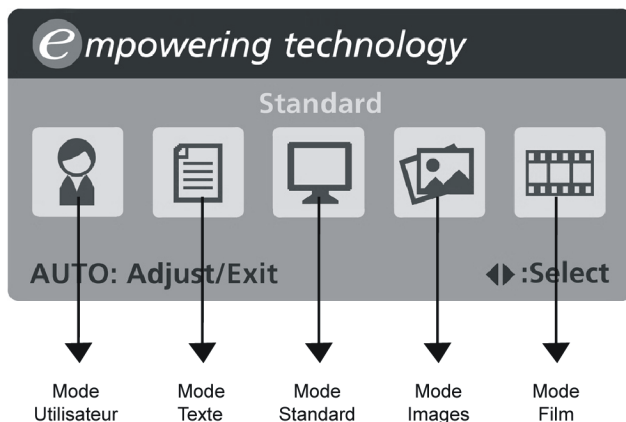 empowering technology
Standard
AUTO: Adjust/Exit ◀▶ :Select
Mode Mode Mode Mode Mode
Utilisateur Texte Standard Images Film